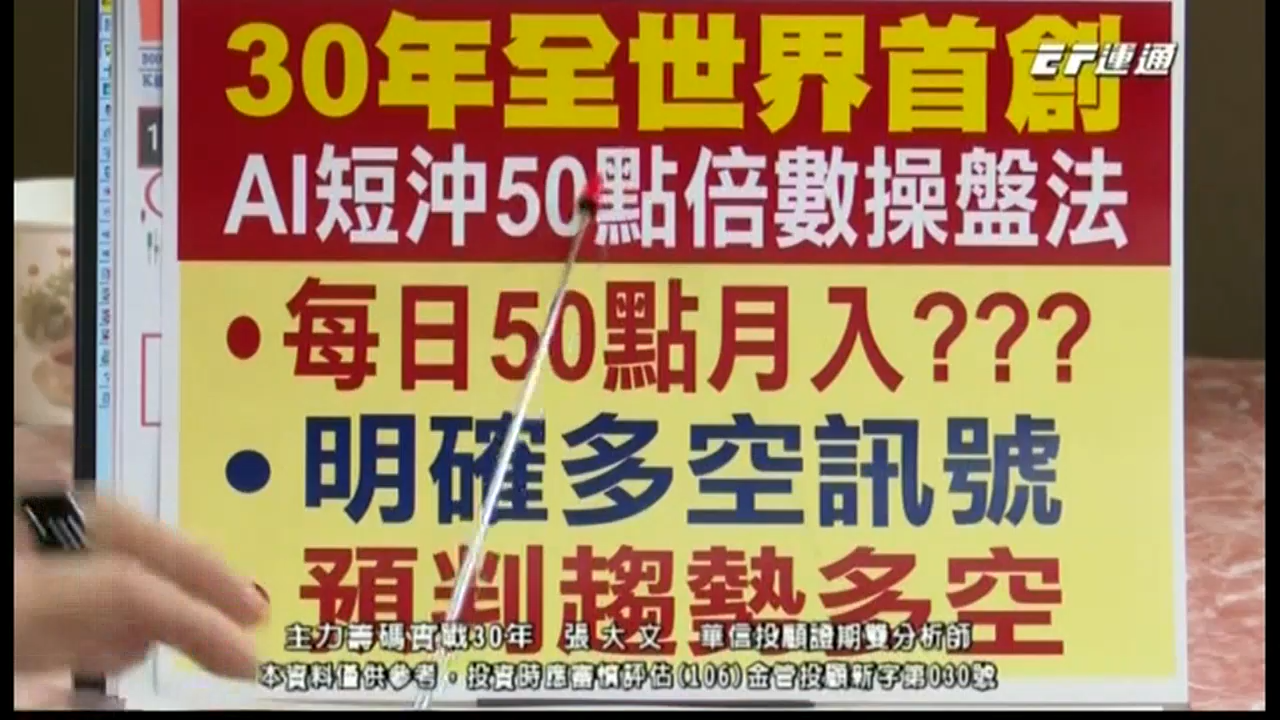 30年全世界首創
EF運通
AI短沖50點倍數操盤法
•每日50點月入???
•明確多空訊號
•預判趨勢多空
主力籌碼實戰30年 張大文 華信投顧證期雙分析師
本資料僅供參考，投資時應審慎評估(106)金管投顧新字第030號